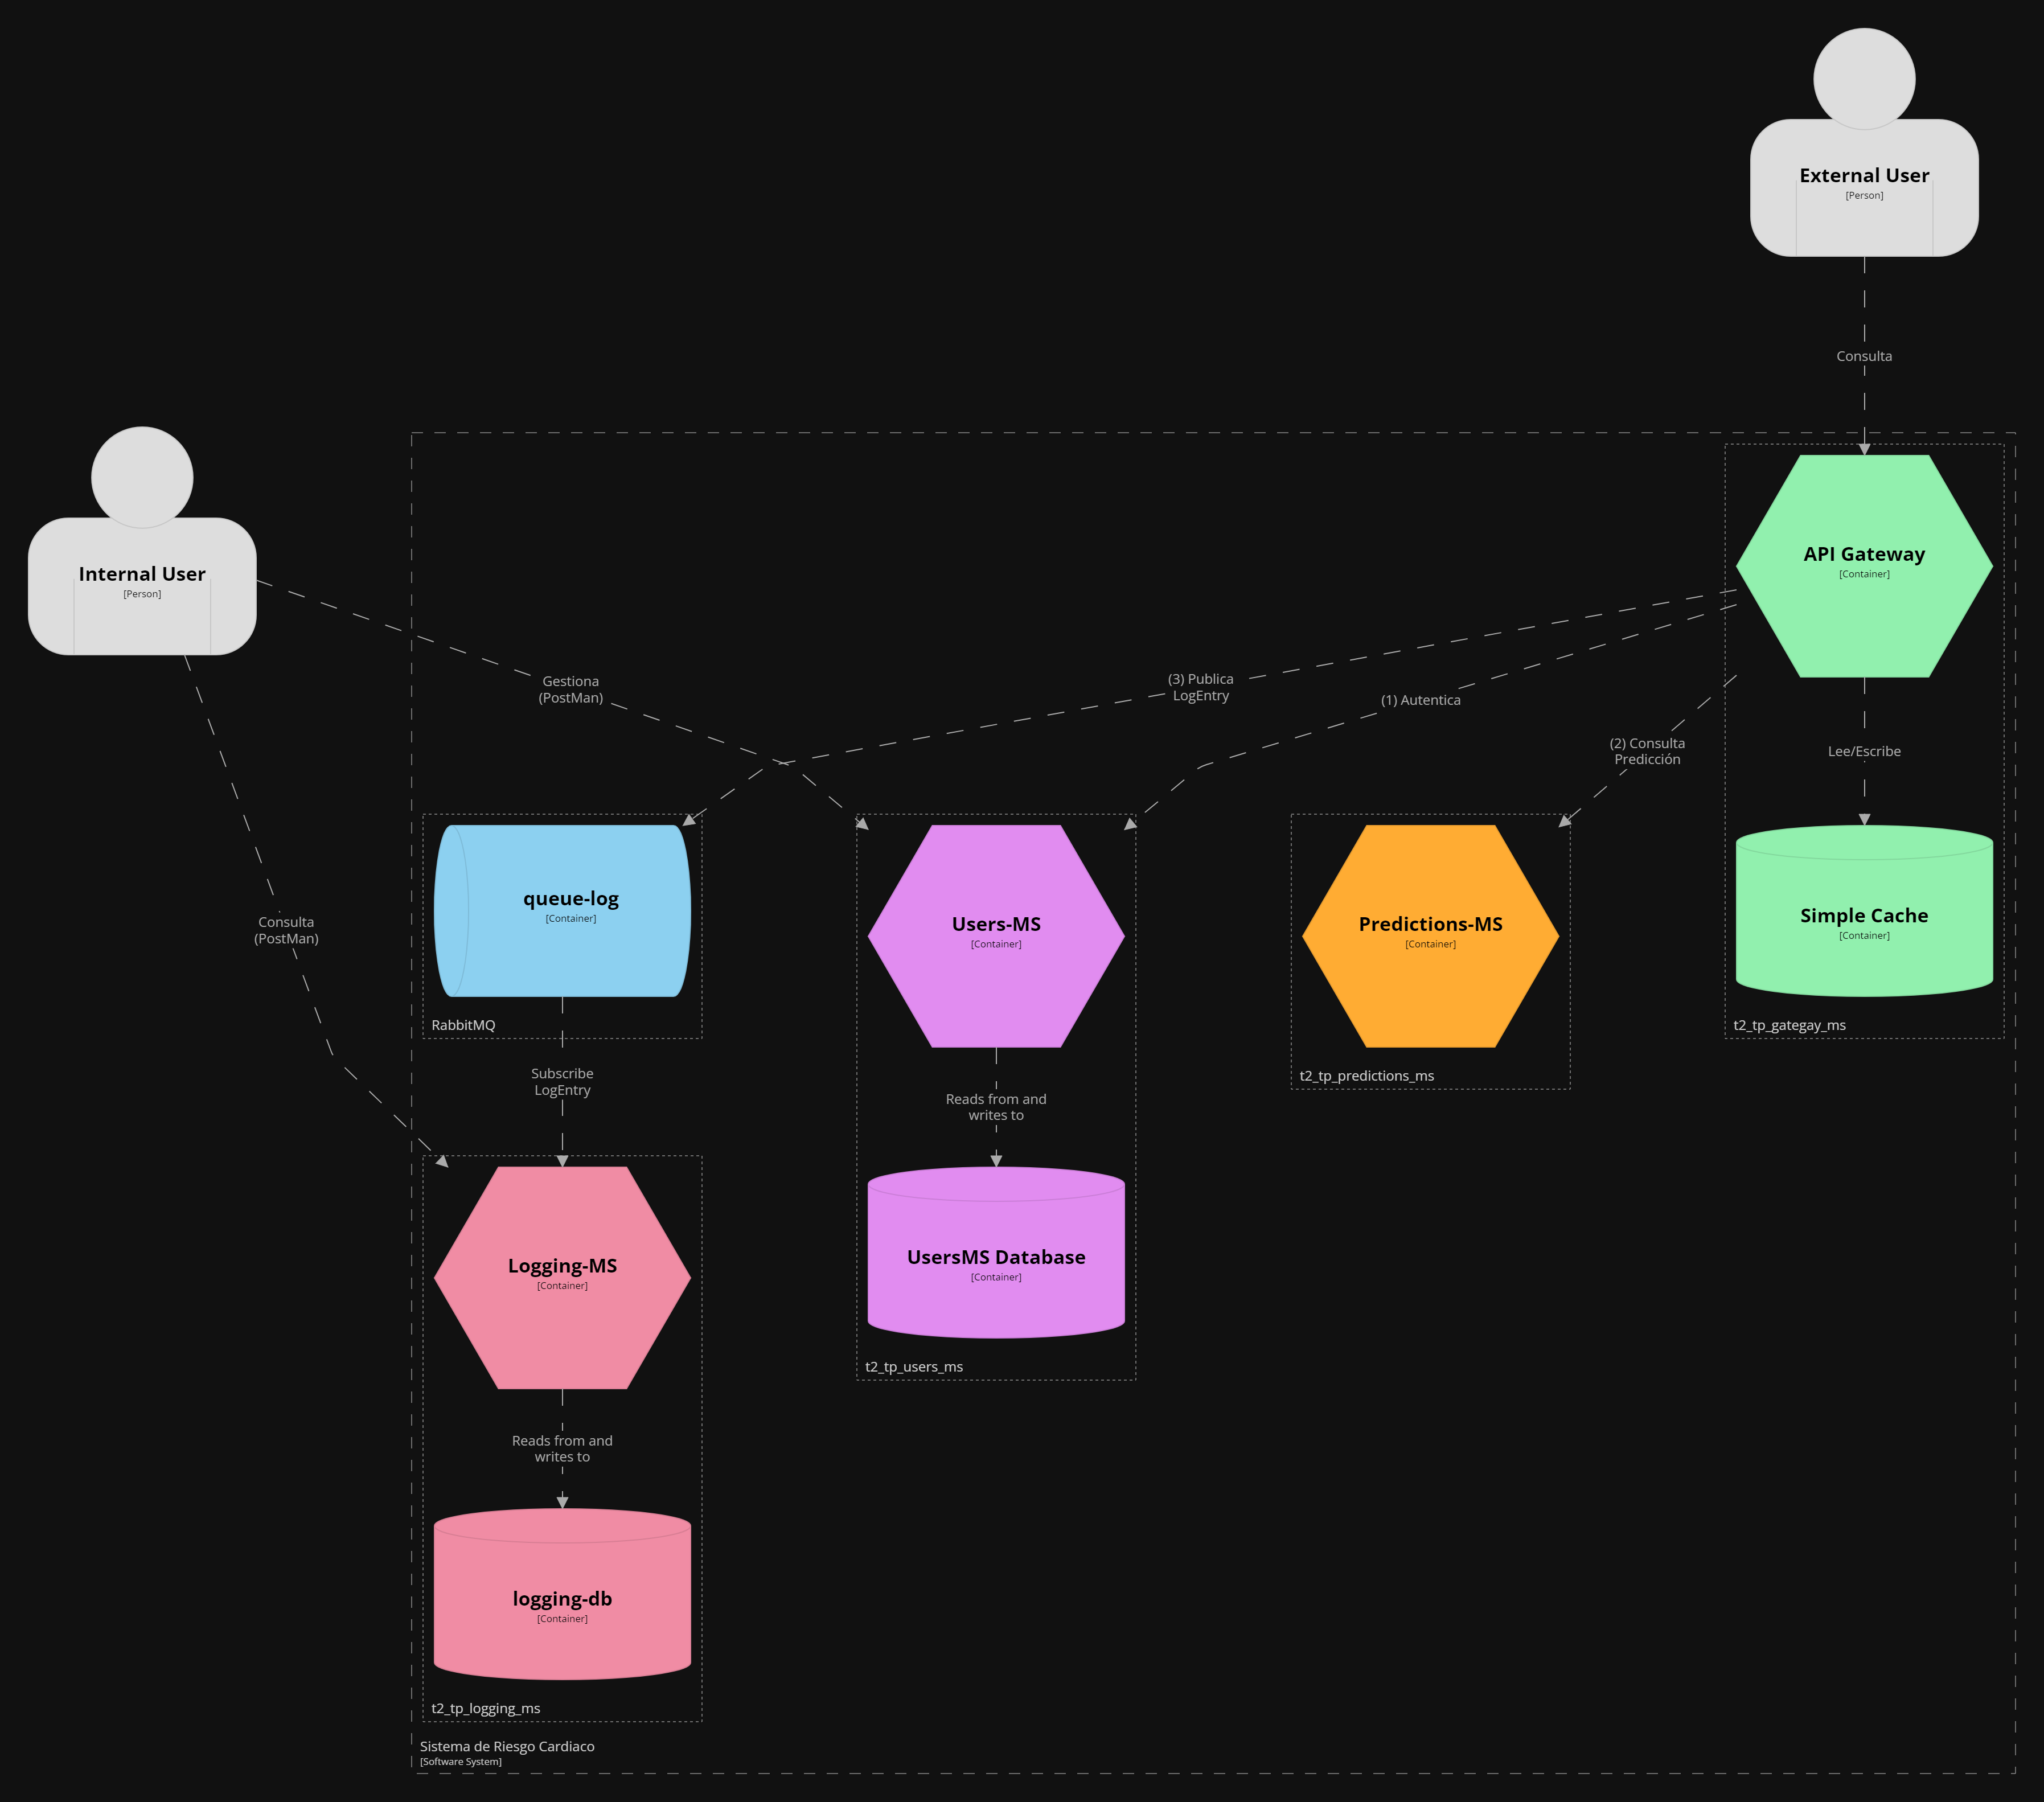 External User
[Person]
Consulta
Internal User
[Person]
API Gateway
[Container]
Gestiona
(PostMan)
(3) Publica
LogEntry
(1) Autentica
(2) Consulta
Predicción
Lee/Escribe
Consulta
(PostMan)
queue-log
[Container]
RabbitMQ
Users-MS
[Container]
Predictions-MS
[Container]
t2_tp_predictions_ms
Simple Cache
[Container]
t2_tp_gategay_ms
Subscribe
LogEntry
Reads from and
writes to
Logging-MS
[Container]
UsersMS Database
[Container]
t2_tp_users_ms
Reads from and
writes to
logging-db
[Container]
t2_tp_logging_ms
Sistema de Riesgo Cardiaco
[Software System]